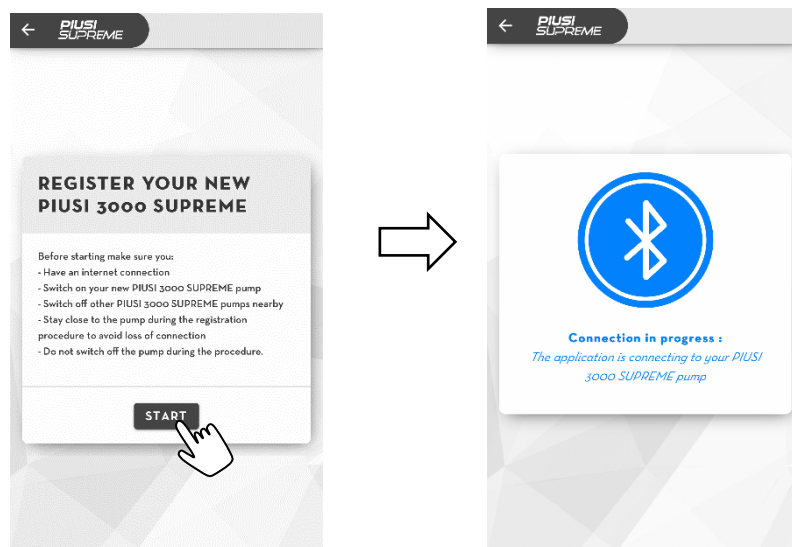 PIUSI
SUPREME
REGISTER YOUR NEW
PIUSI 3000 SUPREME
Before starting make sure you:
- Have an internet connection
- Switch on your new PIUSI 3000 SUPREME pump
- Switch off other PIUSI 3000 SUPREME pumps nearby
- Stay close to the pump during the registration
procedure to avoid loss of connection
- Do not switch off the pump during the procedure.
START
PIUSI
SUPREME
Connection in progress :
The application is connecting to your PIUSI
3000 SUPREME pump